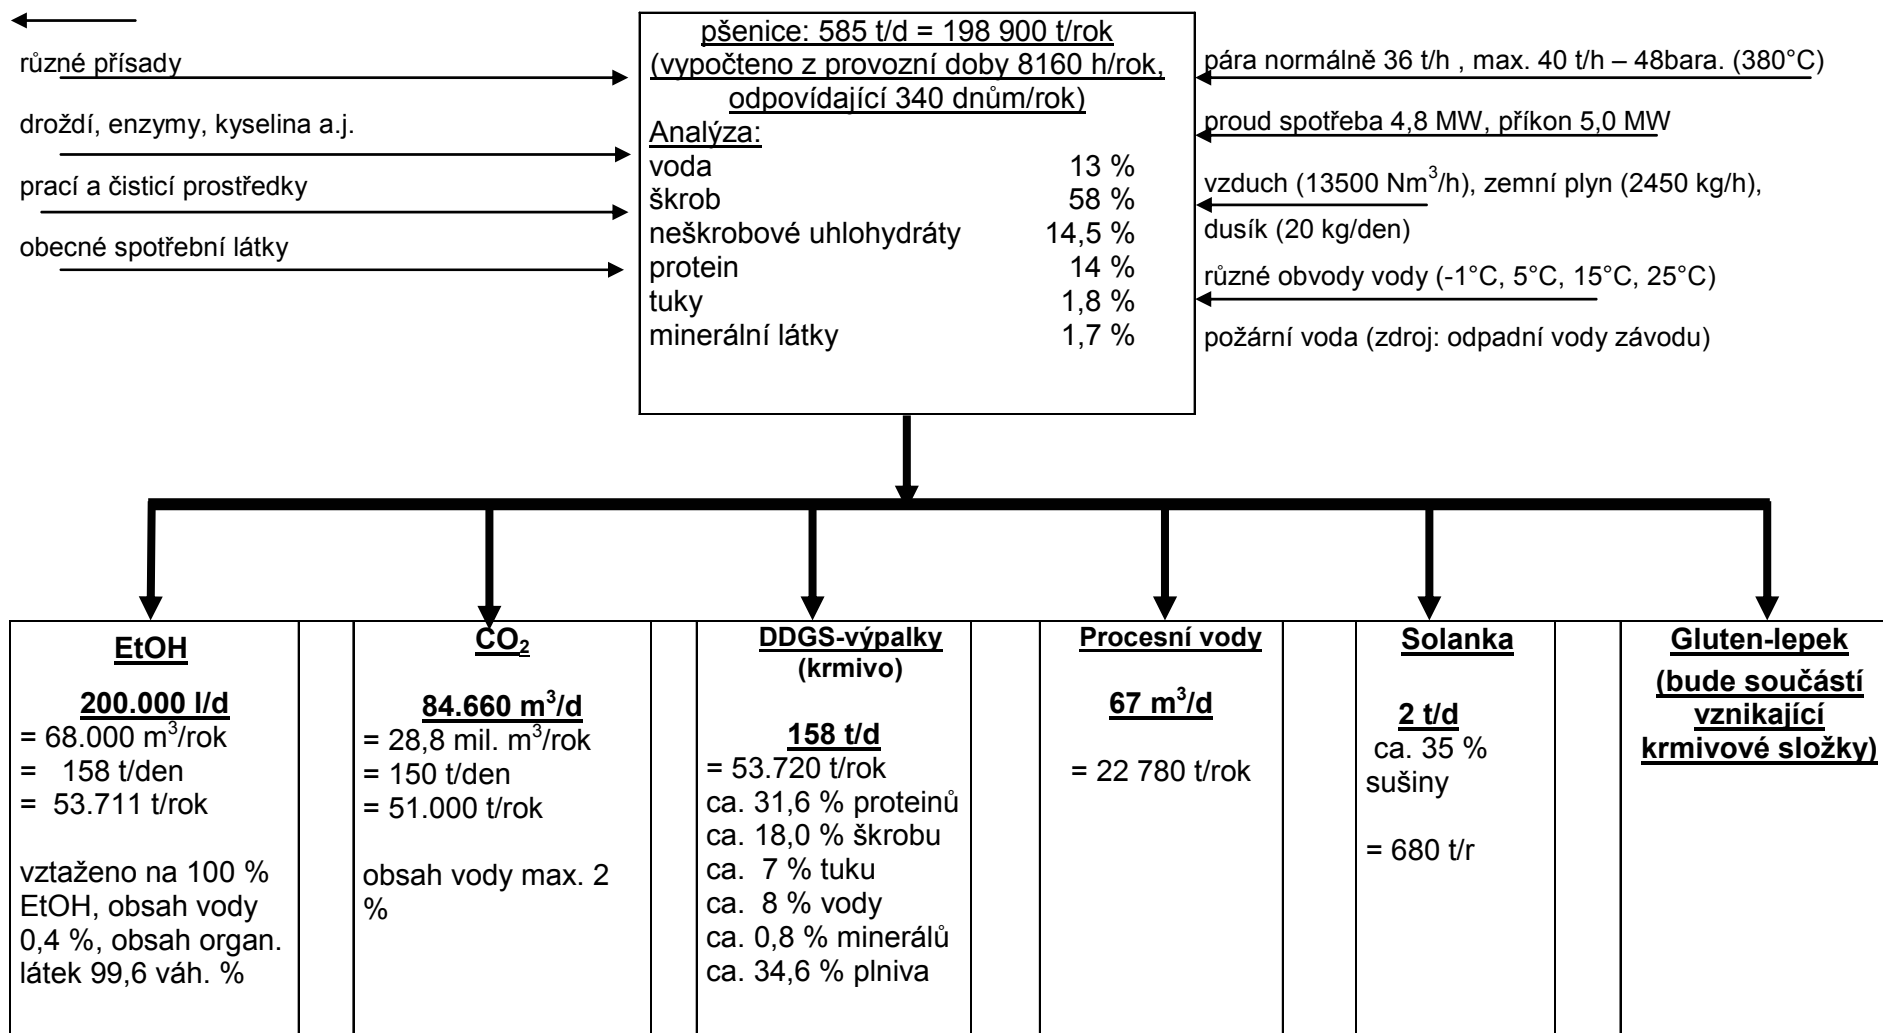 různé přísady
droždí, enzymy, kyselina a.j.
prací a čisticí prostředky
obecné spotřební látky
pšenice: 585 t/d = 198 900 t/rok
(vypočteno z provozní doby 8160 h/rok,
odpovídající 340 dnům/rok)
Analýza:
voda 13 %
škrob 58 %
neškrobové uhlohydráty 14,5 %
protein 14 %
tuky 1,8 %
minerální látky 1,7 %
pára normálně 36 t/h , max. 40 t/h – 48bara. (380°C)
proud spotřeba 4,8 MW, příkon 5,0 MW
vzduch (13500 Nm³/h), zemní plyn (2450 kg/h),
dusík (20 kg/den)
různé obvody vody (-1°C, 5°C, 15°C, 25°C)
požární voda (zdroj: odpadní vody závodu)
EtOH
200.000 l/d
= 68.000 m³/rok
= 158 t/den
= 53.711 t/rok
vztaženo na 100 %
EtOH, obsah vody
0,4 %, obsah organ.
látek 99,6 váh. %
CO₂
84.660 m³/d
= 28,8 mil. m³/rok
= 150 t/den
= 51.000 t/rok
obsah vody max. 2
%
DDGS-výpalky
(krmivo)
158 t/d
= 53.720 t/rok
ca. 31,6 % proteinů
ca. 18,0 % škrobu
ca. 7 % tuku
ca. 8 % vody
ca. 0,8 % minerálů
ca. 34,6 % plniva
Procesní vody
67 m³/d
= 22 780 t/rok
Solanka
2 t/d
ca. 35 %
sušiny
= 680 t/r
Gluten-lepek
(bude součástí
vznikající
krmivové složky)